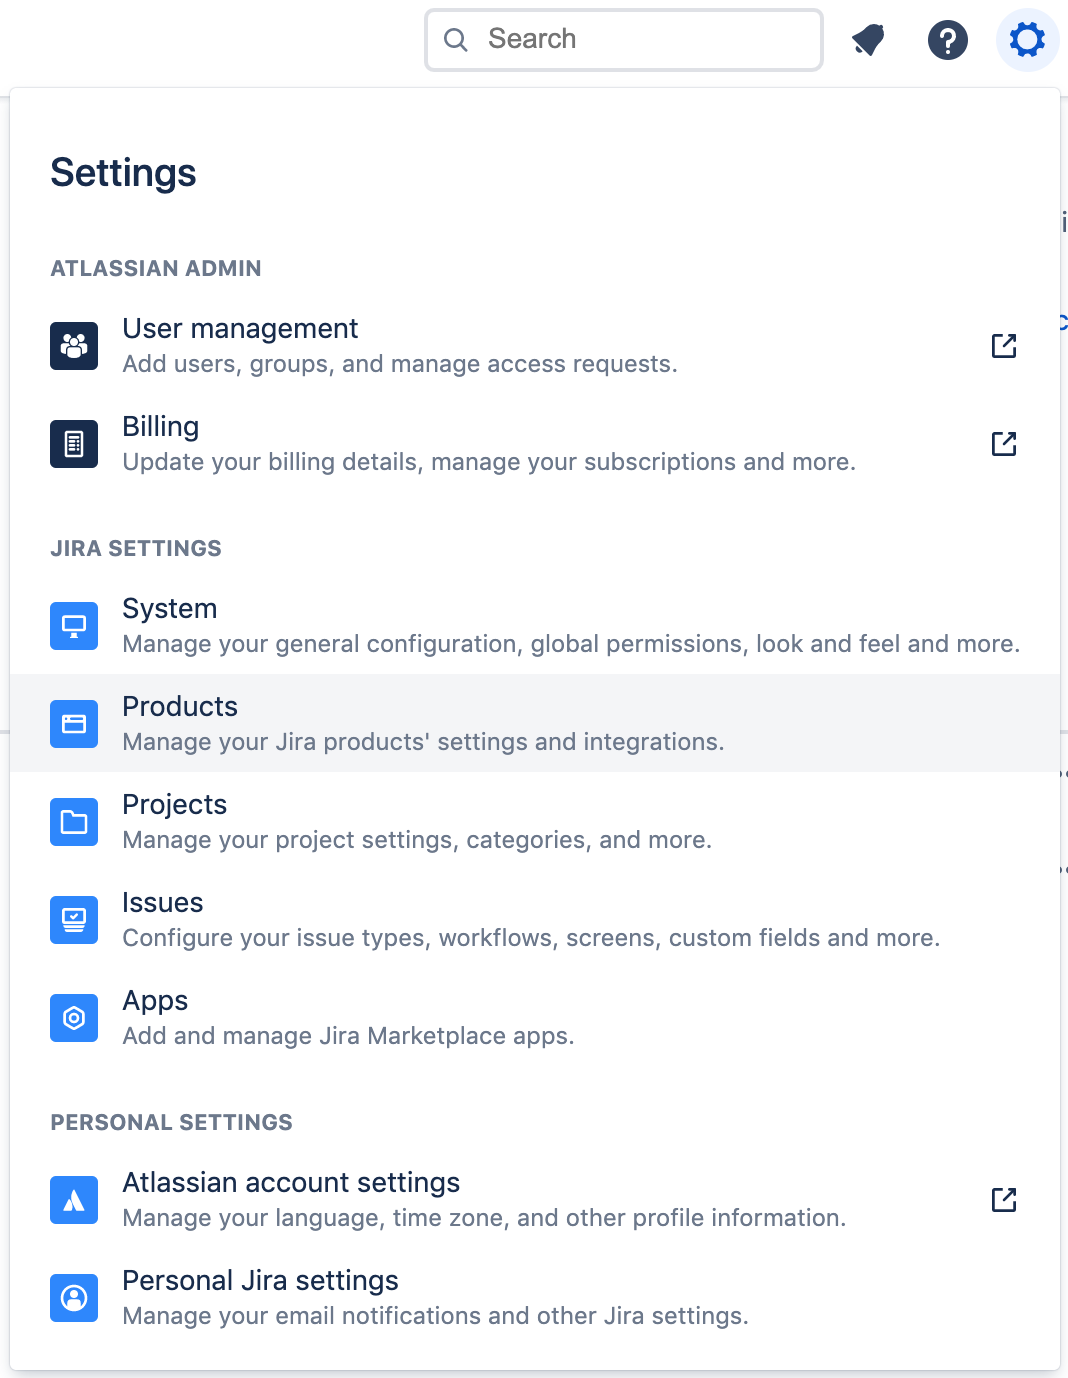 Search
Settings
ATLASSIAN ADMIN
User management
Add users, groups, and manage access requests.
Billing
Update your billing details, manage your subscriptions and more.
JIRA SETTINGS
System
Manage your general configuration, global permissions, look and feel and more.
Products
Manage your Jira products' settings and integrations.
Projects
Manage your project settings, categories, and more.
Issues
Configure your issue types, workflows, screens, custom fields and more.
Apps
Add and manage Jira Marketplace apps.
PERSONAL SETTINGS
Atlassian account settings
Manage your language, time zone, and other profile information.
Personal Jira settings
Manage your email notifications and other Jira settings.